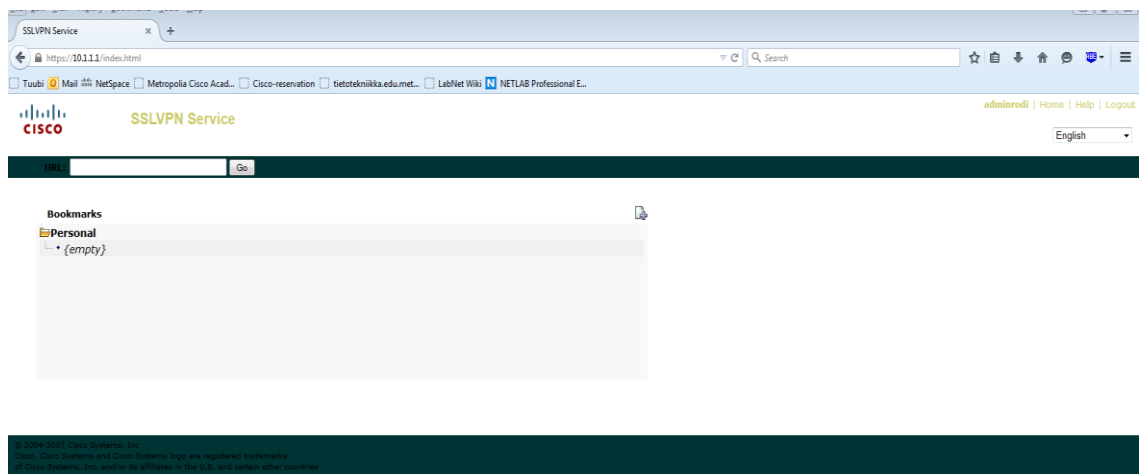 SSLVPN Service × +
https://10.1.1.1/index.html Search
Tuubi Mail NetSpace Metropolia Cisco Acad... Cisco-reservation tietotekniikka.edu.met... LabNet Wiki N NETLAB Professional E...
CISCO
SSLVPN Service
adminrodi | Home | Help | Logout
English
URL: Go
Bookmarks
Personal
{empty}
© 2004-2007 Cisco Systems, Inc
Cisco, Cisco Systems and Cisco Systems logo are registered trademarks
of Cisco Systems, Inc. and/or its affiliates in the U.S. and certain other countries